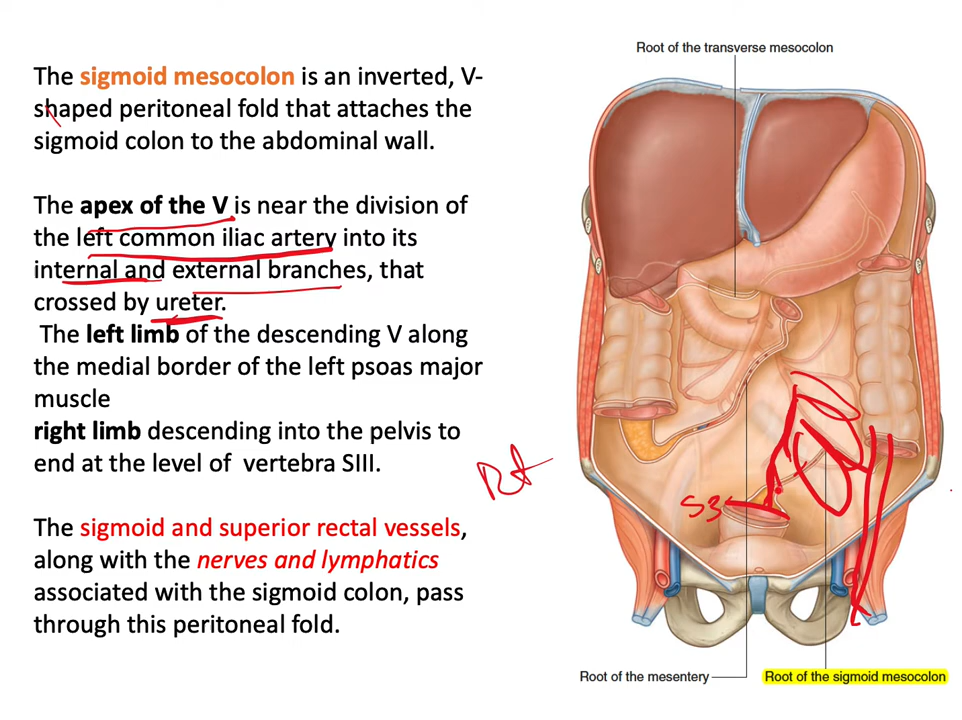 Root of the transverse mesocolon
The sigmoid mesocolon is an inverted, V-
shaped peritoneal fold that attaches the
sigmoid colon to the abdominal wall.
The apex of the V is near the division of
the left common iliac artery into its
internal and external branches, that
crossed by ureter.
The left limb of the descending V along
the medial border of the left psoas major
muscle
right limb descending into the pelvis to
end at the level of vertebra SIII.
The sigmoid and superior rectal vessels,
along with the nerves and lymphatics
associated with the sigmoid colon, pass
through this peritoneal fold.
Rt
S3
Root of the mesentery
Root of the sigmoid mesocolon